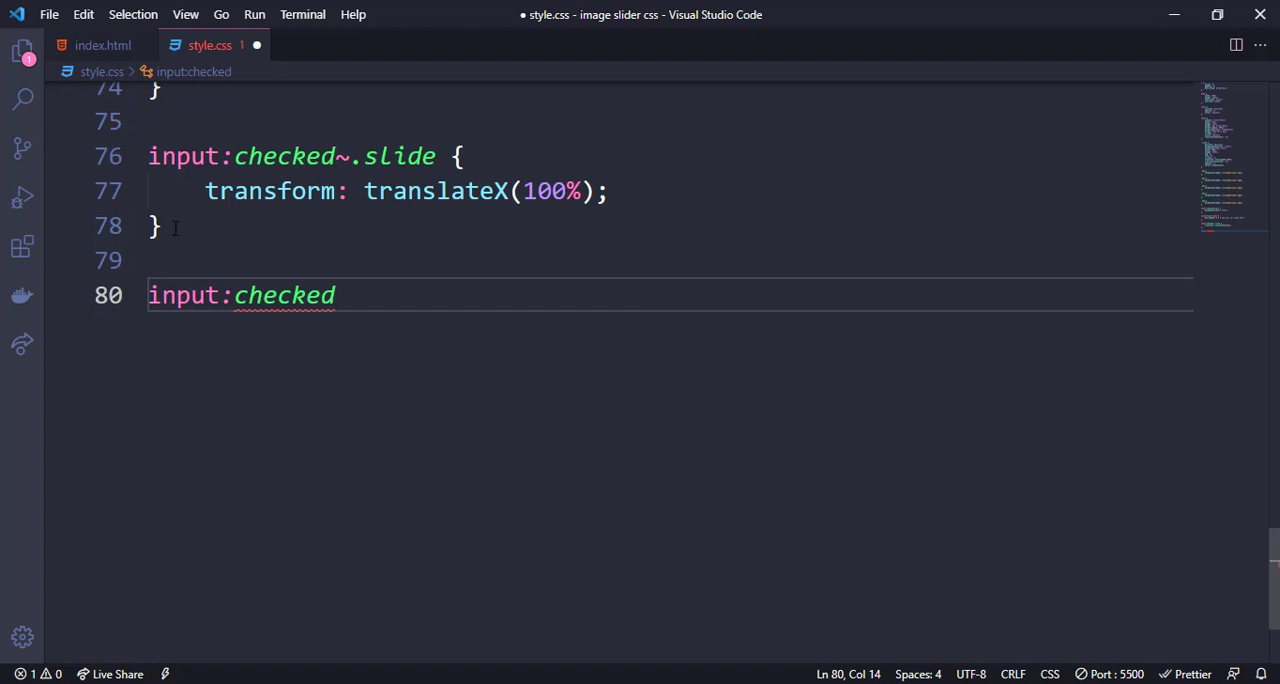 File Edit Selection View Go Run Terminal Help ● style.css - image slider css - Visual Studio Code
index.html style.css 1 ●
style.css > input:checked
74 }
75
76 input:checked~.slide {
77 transform: translateX(100%);
78 }
79
80 input:checked
1
1 0 Live Share Ln 80, Col 14 Spaces: 4 UTF-8 CRLF CSS Port : 5500 Prettier